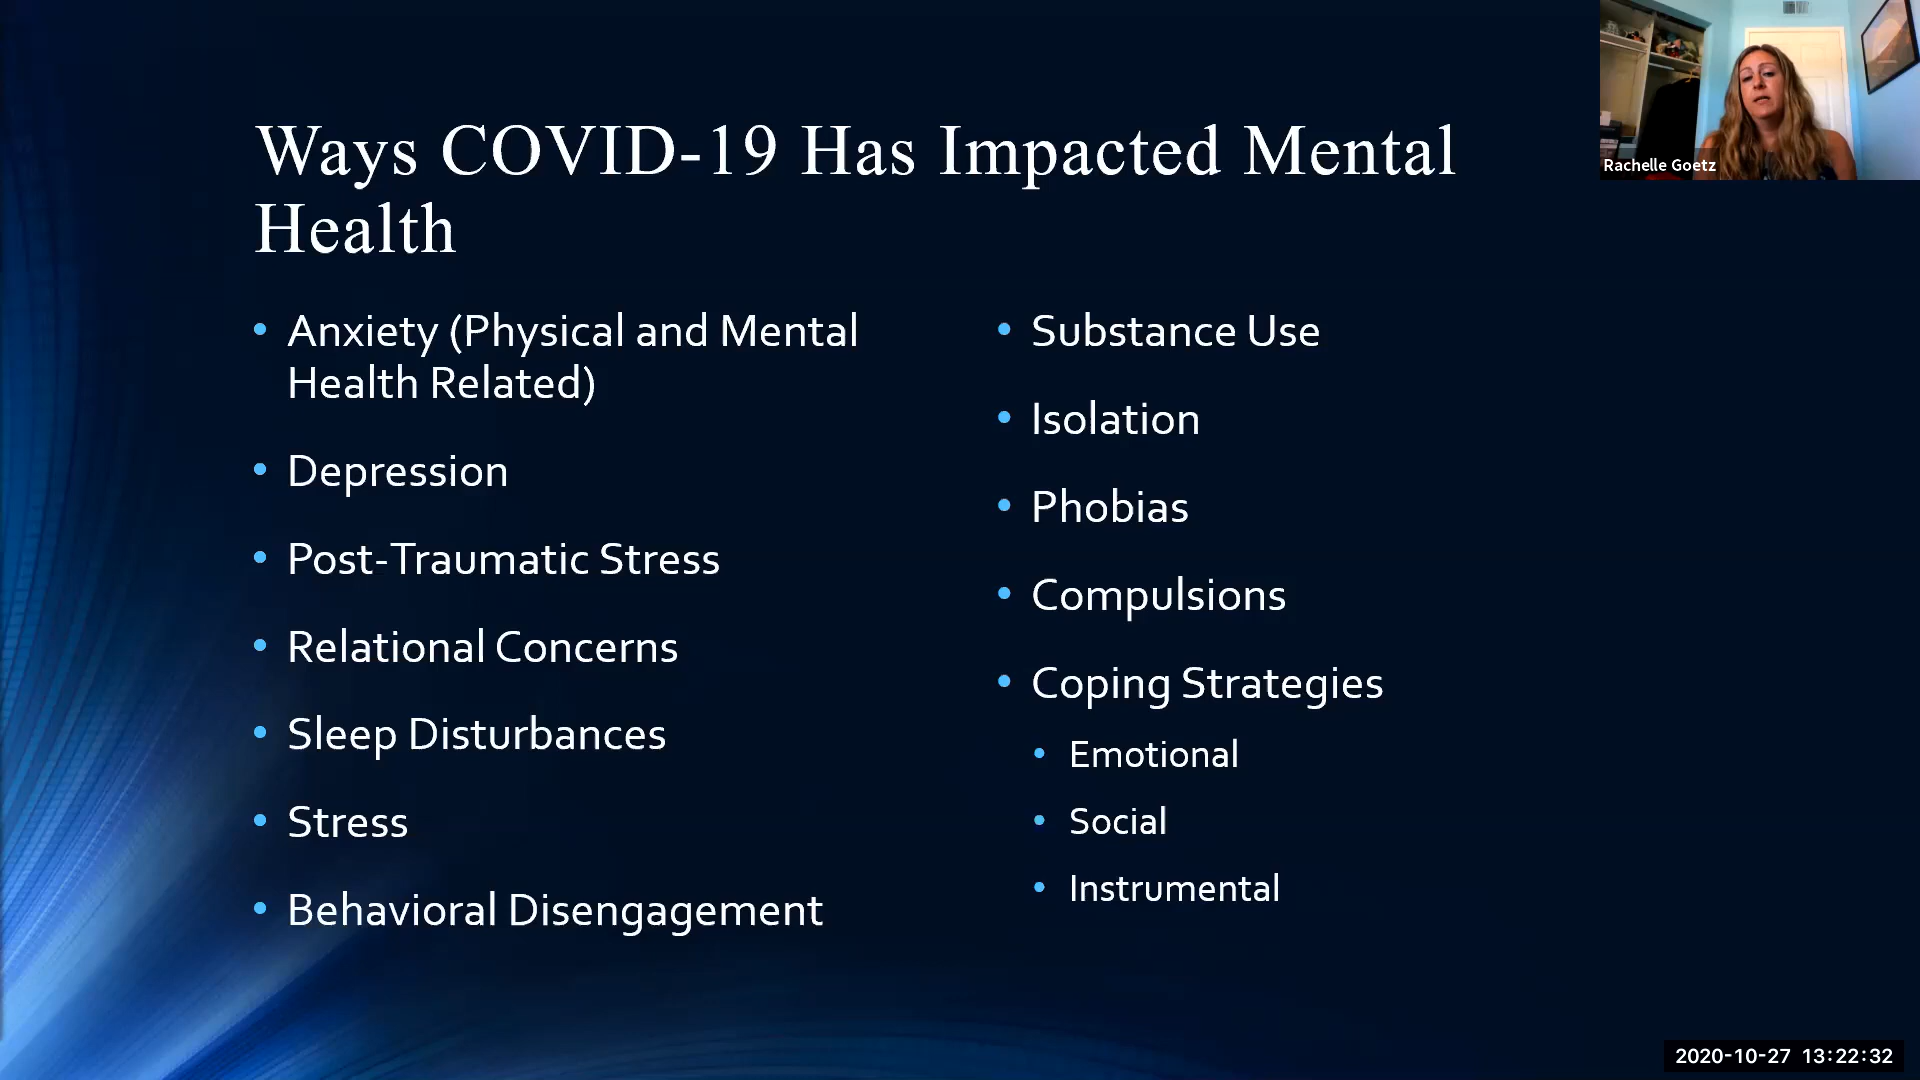 Ways COVID-19 Has Impacted Mental
Health
• Anxiety (Physical and Mental
Health Related)
• Depression
• Post-Traumatic Stress
• Relational Concerns
• Sleep Disturbances
• Stress
• Behavioral Disengagement
• Substance Use
• Isolation
• Phobias
• Compulsions
• Coping Strategies
• Emotional
• Social
• Instrumental
Rachelle Goetz
2020-10-27 13:22:32